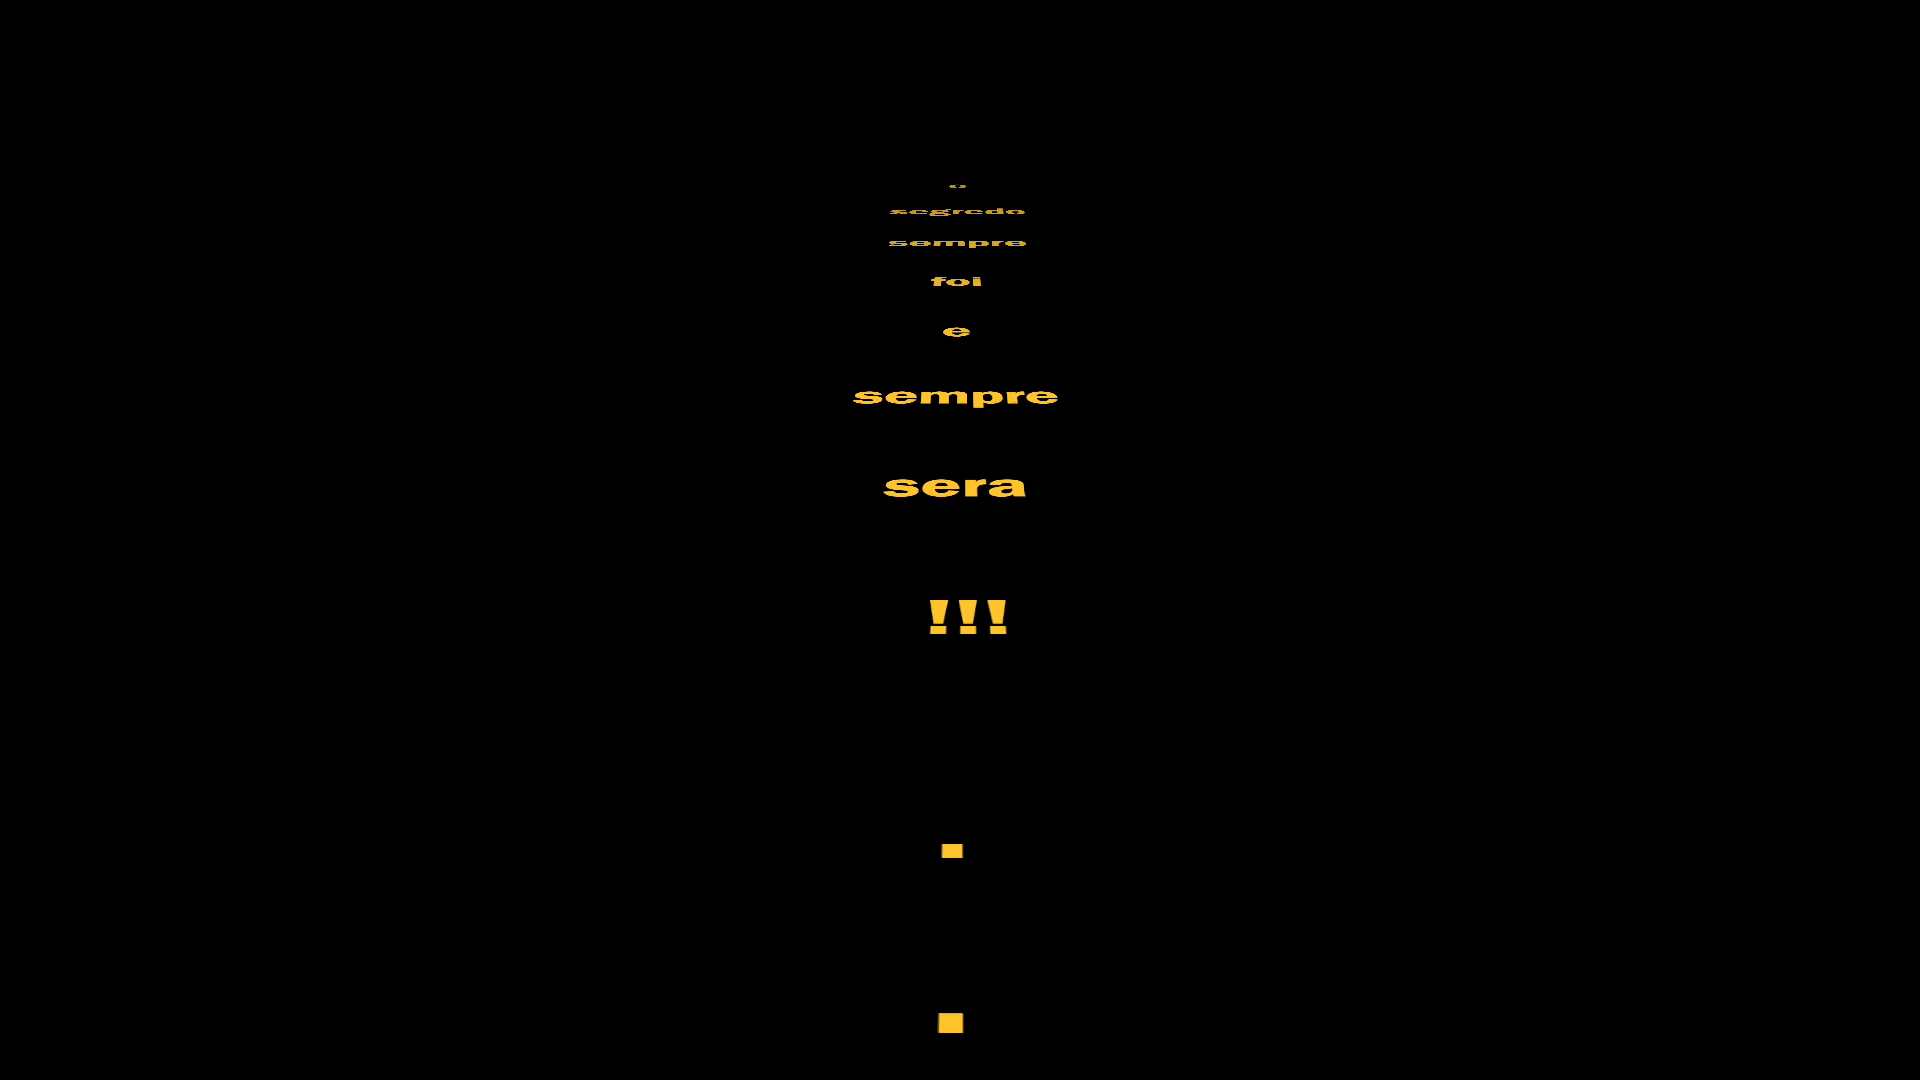 o
segredo
sempre
foi
e
sempre
sera
!!!
.
.